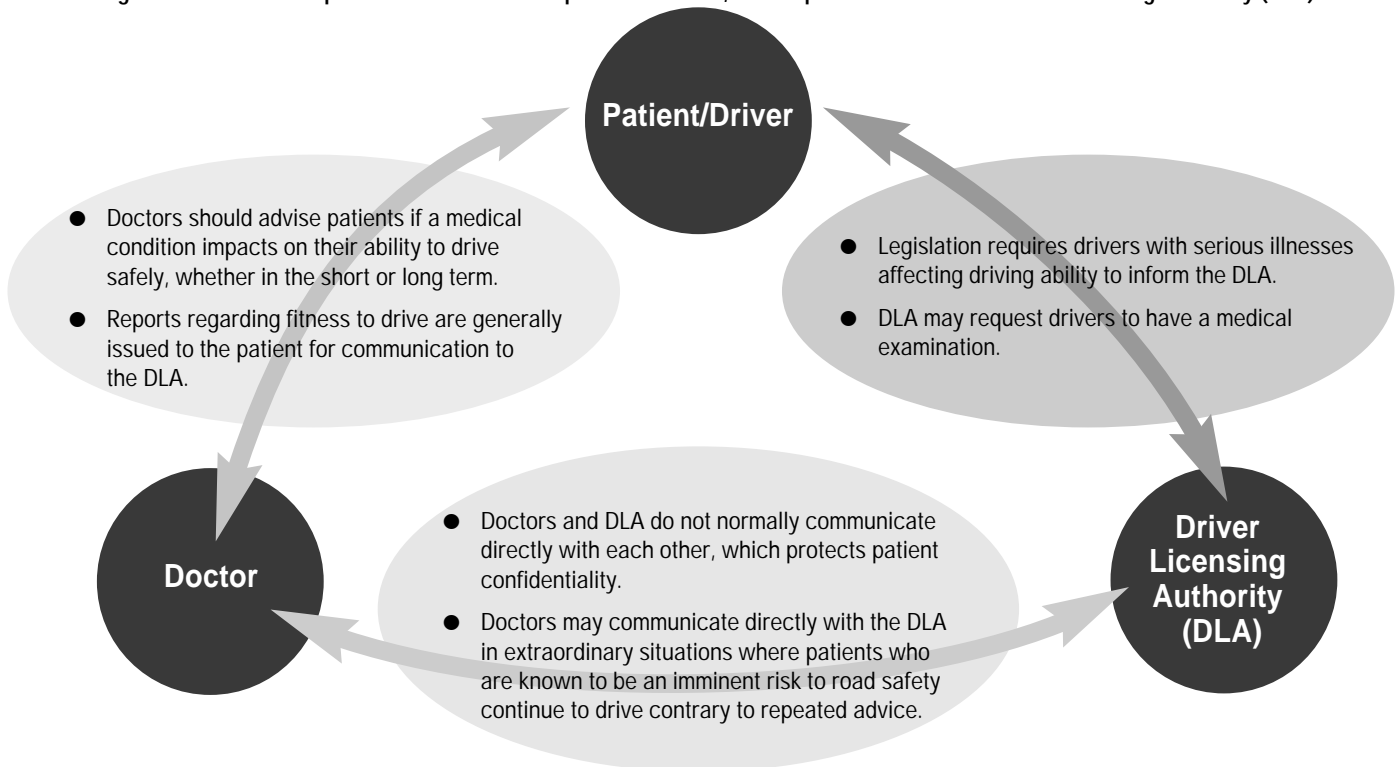 Patient/Driver
● Doctors should advise patients if a medical
condition impacts on their ability to drive
safely, whether in the short or long term.
● Reports regarding fitness to drive are generally
issued to the patient for communication to
the DLA.
● Legislation requires drivers with serious illnesses
affecting driving ability to inform the DLA.
● DLA may request drivers to have a medical
examination.
Doctor
● Doctors and DLA do not normally communicate
directly with each other, which protects patient
confidentiality.
● Doctors may communicate directly with the DLA
in extraordinary situations where patients who
are known to be an imminent risk to road safety
continue to drive contrary to repeated advice.
Driver
Licensing
Authority
(DLA)